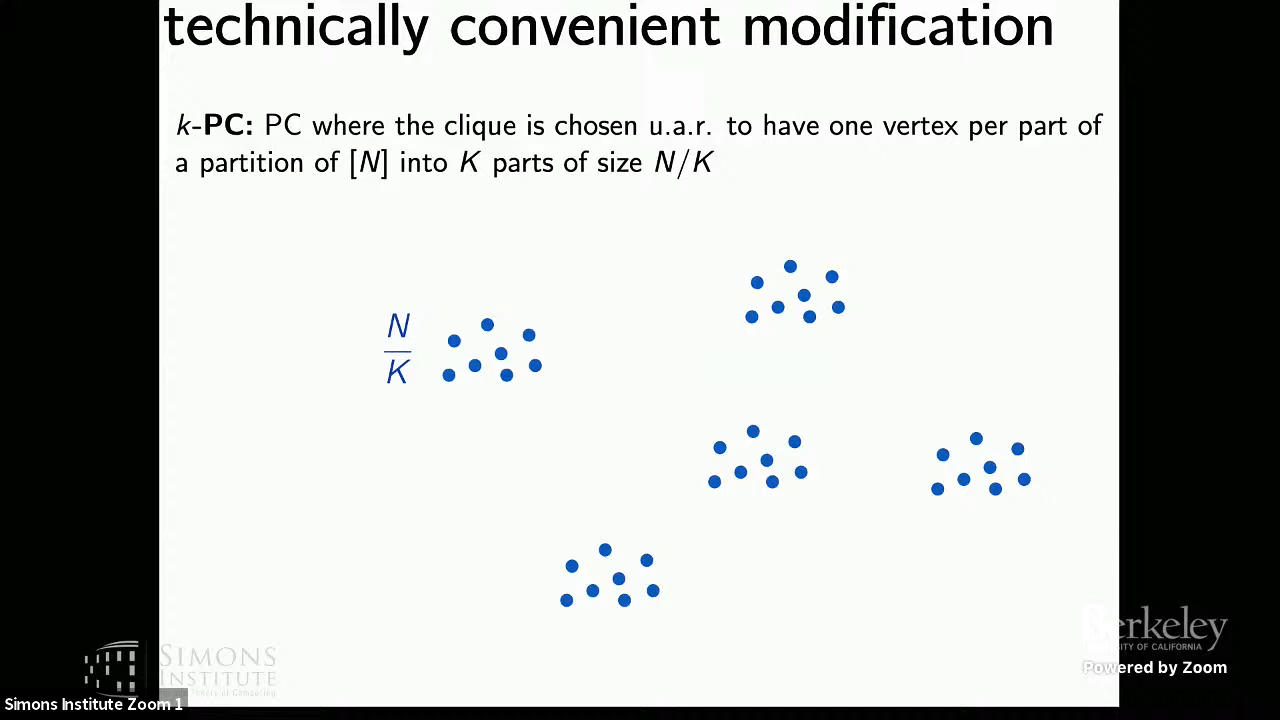 technically convenient modification
k-PC: PC where the clique is chosen u.a.r. to have one vertex per part of
a partition of [N] into K parts of size N/K
N
K
SIMONS
INSTITUTE
Berkeley
UNIVERSITY OF CALIFORNIA
Powered by Zoom
Simons Institute Zoom 1